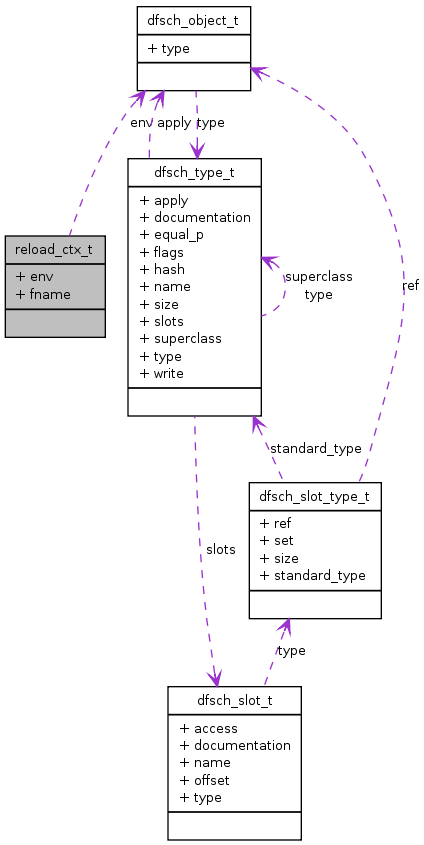 dfsch_object_t
+ type
env apply type
dfsch_type_t
+ apply
+ documentation
+ equal_p
+ flags
+ hash
+ name
+ size
+ slots
+ superclass
+ type
+ write
reload_ctx_t
+ env
+ fname
superclass
type
ref
standard_type
dfsch_slot_type_t
+ ref
+ set
+ size
+ standard_type
slots
type
dfsch_slot_t
+ access
+ documentation
+ name
+ offset
+ type